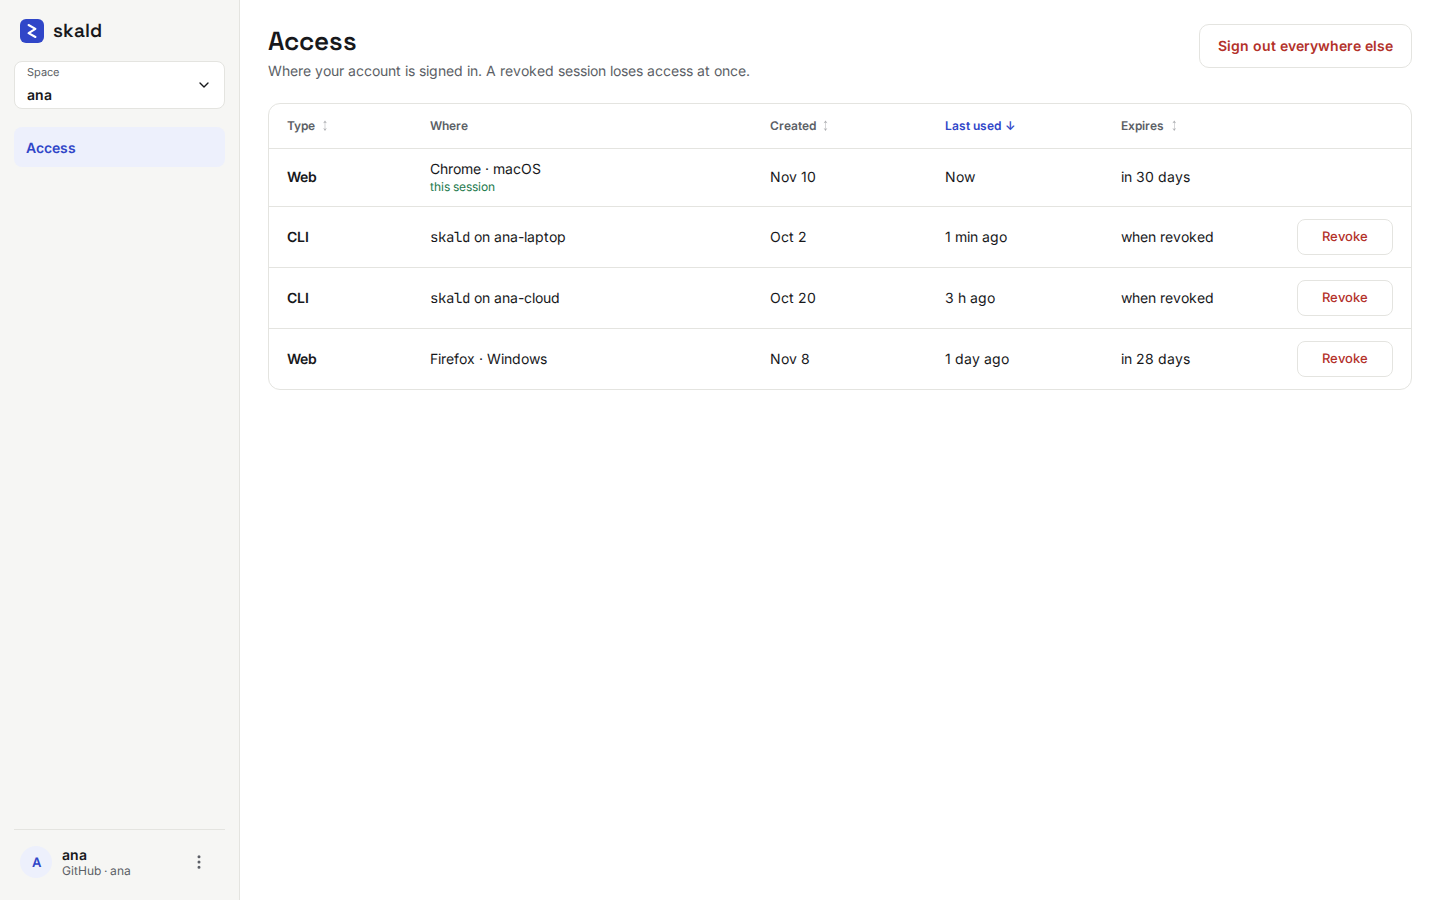 skald
Space
ana
Access
ana
GitHub · ana
A
Access
Where your account is signed in. A revoked session loses access at once.
Sign out everywhere else
Type Where Created Last used Expires
Web Chrome · macOS this session Nov 10 Now in 30 days
CLI skald on ana-laptop Oct 2 1 min ago when revoked Revoke
CLI skald on ana-cloud Oct 20 3 h ago when revoked Revoke
Web Firefox · Windows Nov 8 1 day ago in 28 days Revoke